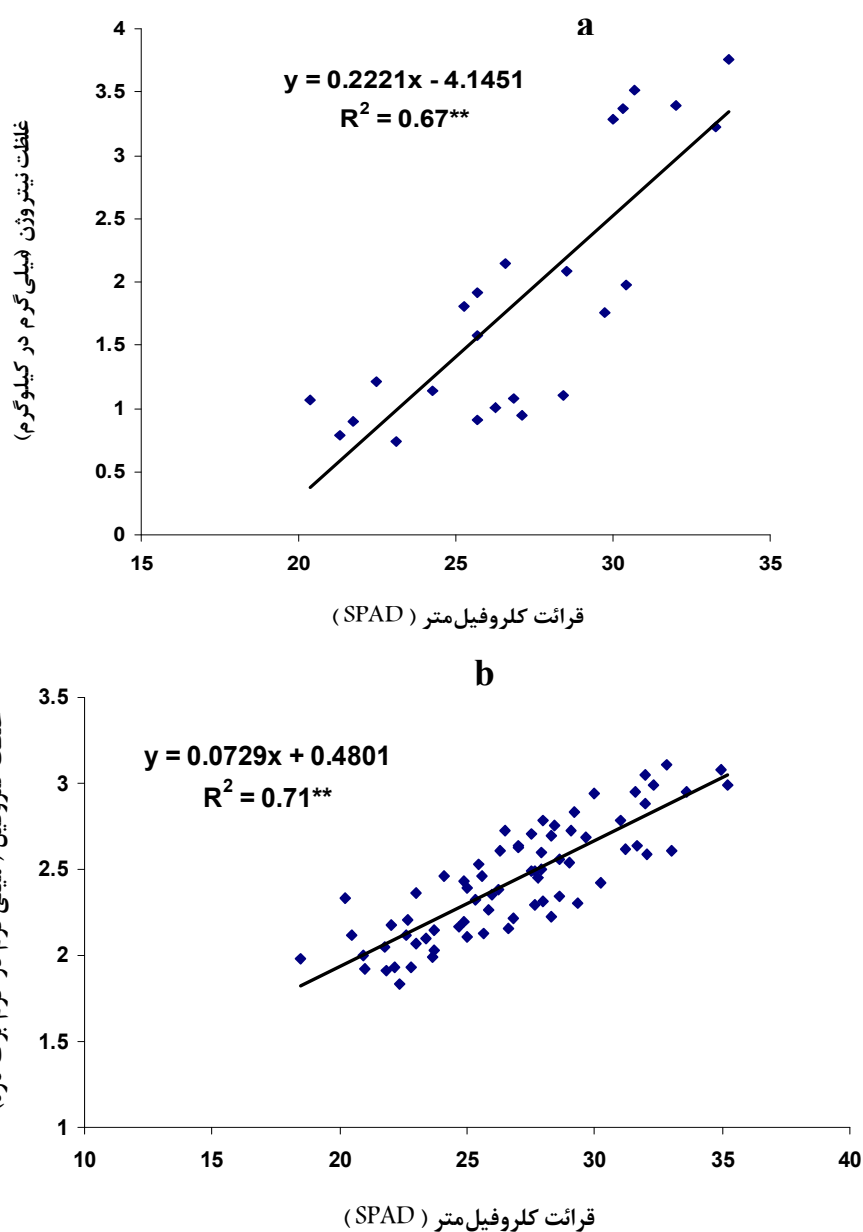 a
4
y = 0.2221x - 4.1451
3.5
R² = 0.67**
3
2.5
2
1.5
1
0.5
0
غلظت نیتروژن (میلی‌گرم در کیلوگرم)
15 20 25 30 35
قرائت کلروفیل‌متر ( SPAD )
b
3.5
y = 0.0729x + 0.4801
3
R² = 0.71**
2.5
2
1.5
1
10 15 20 25 30 35 40
قرائت کلروفیل‌متر ( SPAD )